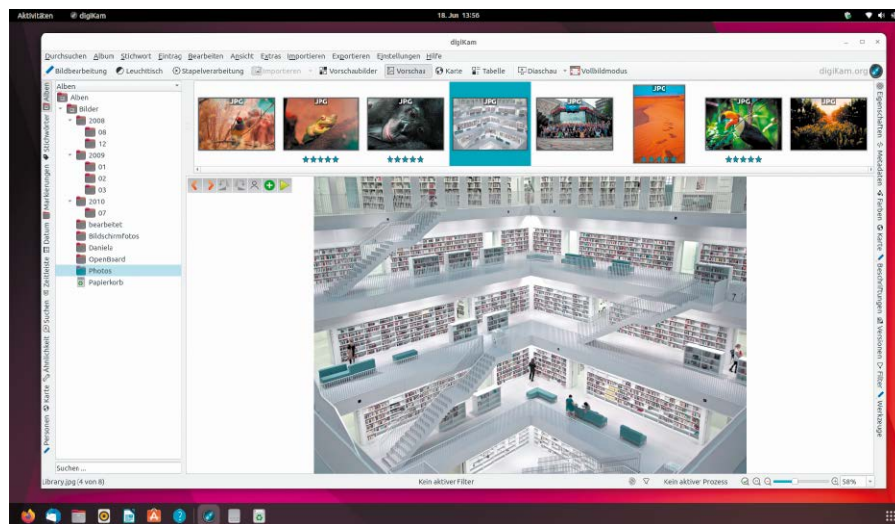 Aktivitäten digiKam 18. Jun 13:56
digiKam
Durchsuchen Album Stichwort Eintrag Bearbeiten Ansicht Extras Importieren Exportieren Einstellungen Hilfe
Bildbearbeitung Leuchttisch Stapelverarbeitung Importieren Vorschaubilder Vorschau Karte Tabelle Diaschau Vollbildmodus digiKam.org
Alben
Alben
Bilder
2008
08
12
2009
01
02
03
2010
07
bearbeitet
Bildschirmfotos
Daniela
OpenBoard
Photos
Papierkorb
Suchen ...
Alben
Stichwörter
Markierungen
Datum
Zeitleiste
Suchen
Ähnlichkeit
Karte
Personen
JPG
JPG
JPG
JPG
JPG
JPG
JPG
JPG
7
Eigenschaften
Metadaten
Farben
Karte
Beschriftungen
Versionen
Filter
Werkzeuge
Library.jpg (4 von 8) Kein aktiver Filter Kein aktiver Prozess 58%